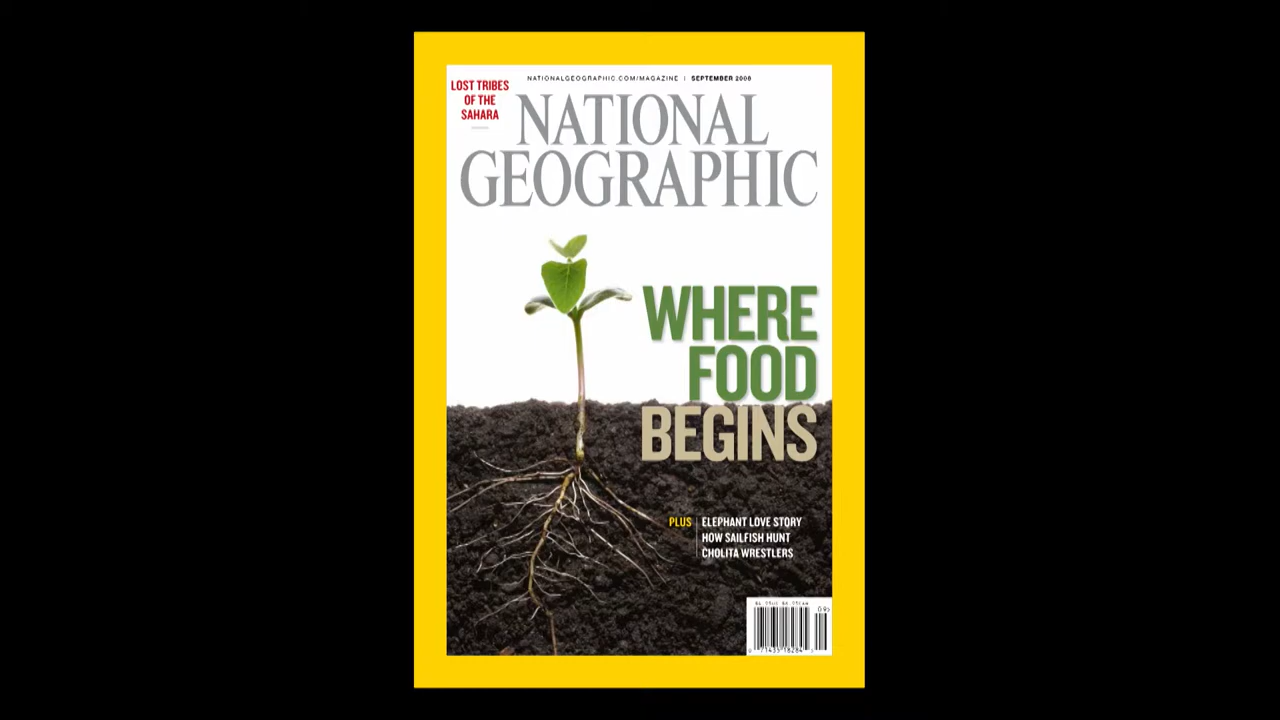 LOST TRIBES
OF THE
SAHARA
NATIONALGEOGRAPHIC.COM/MAGAZINE | SEPTEMBER 2008
NATIONAL
GEOGRAPHIC
WHERE
FOOD
BEGINS
PLUS
ELEPHANT LOVE STORY
HOW SAILFISH HUNT
CHOLITA WRESTLERS
09>